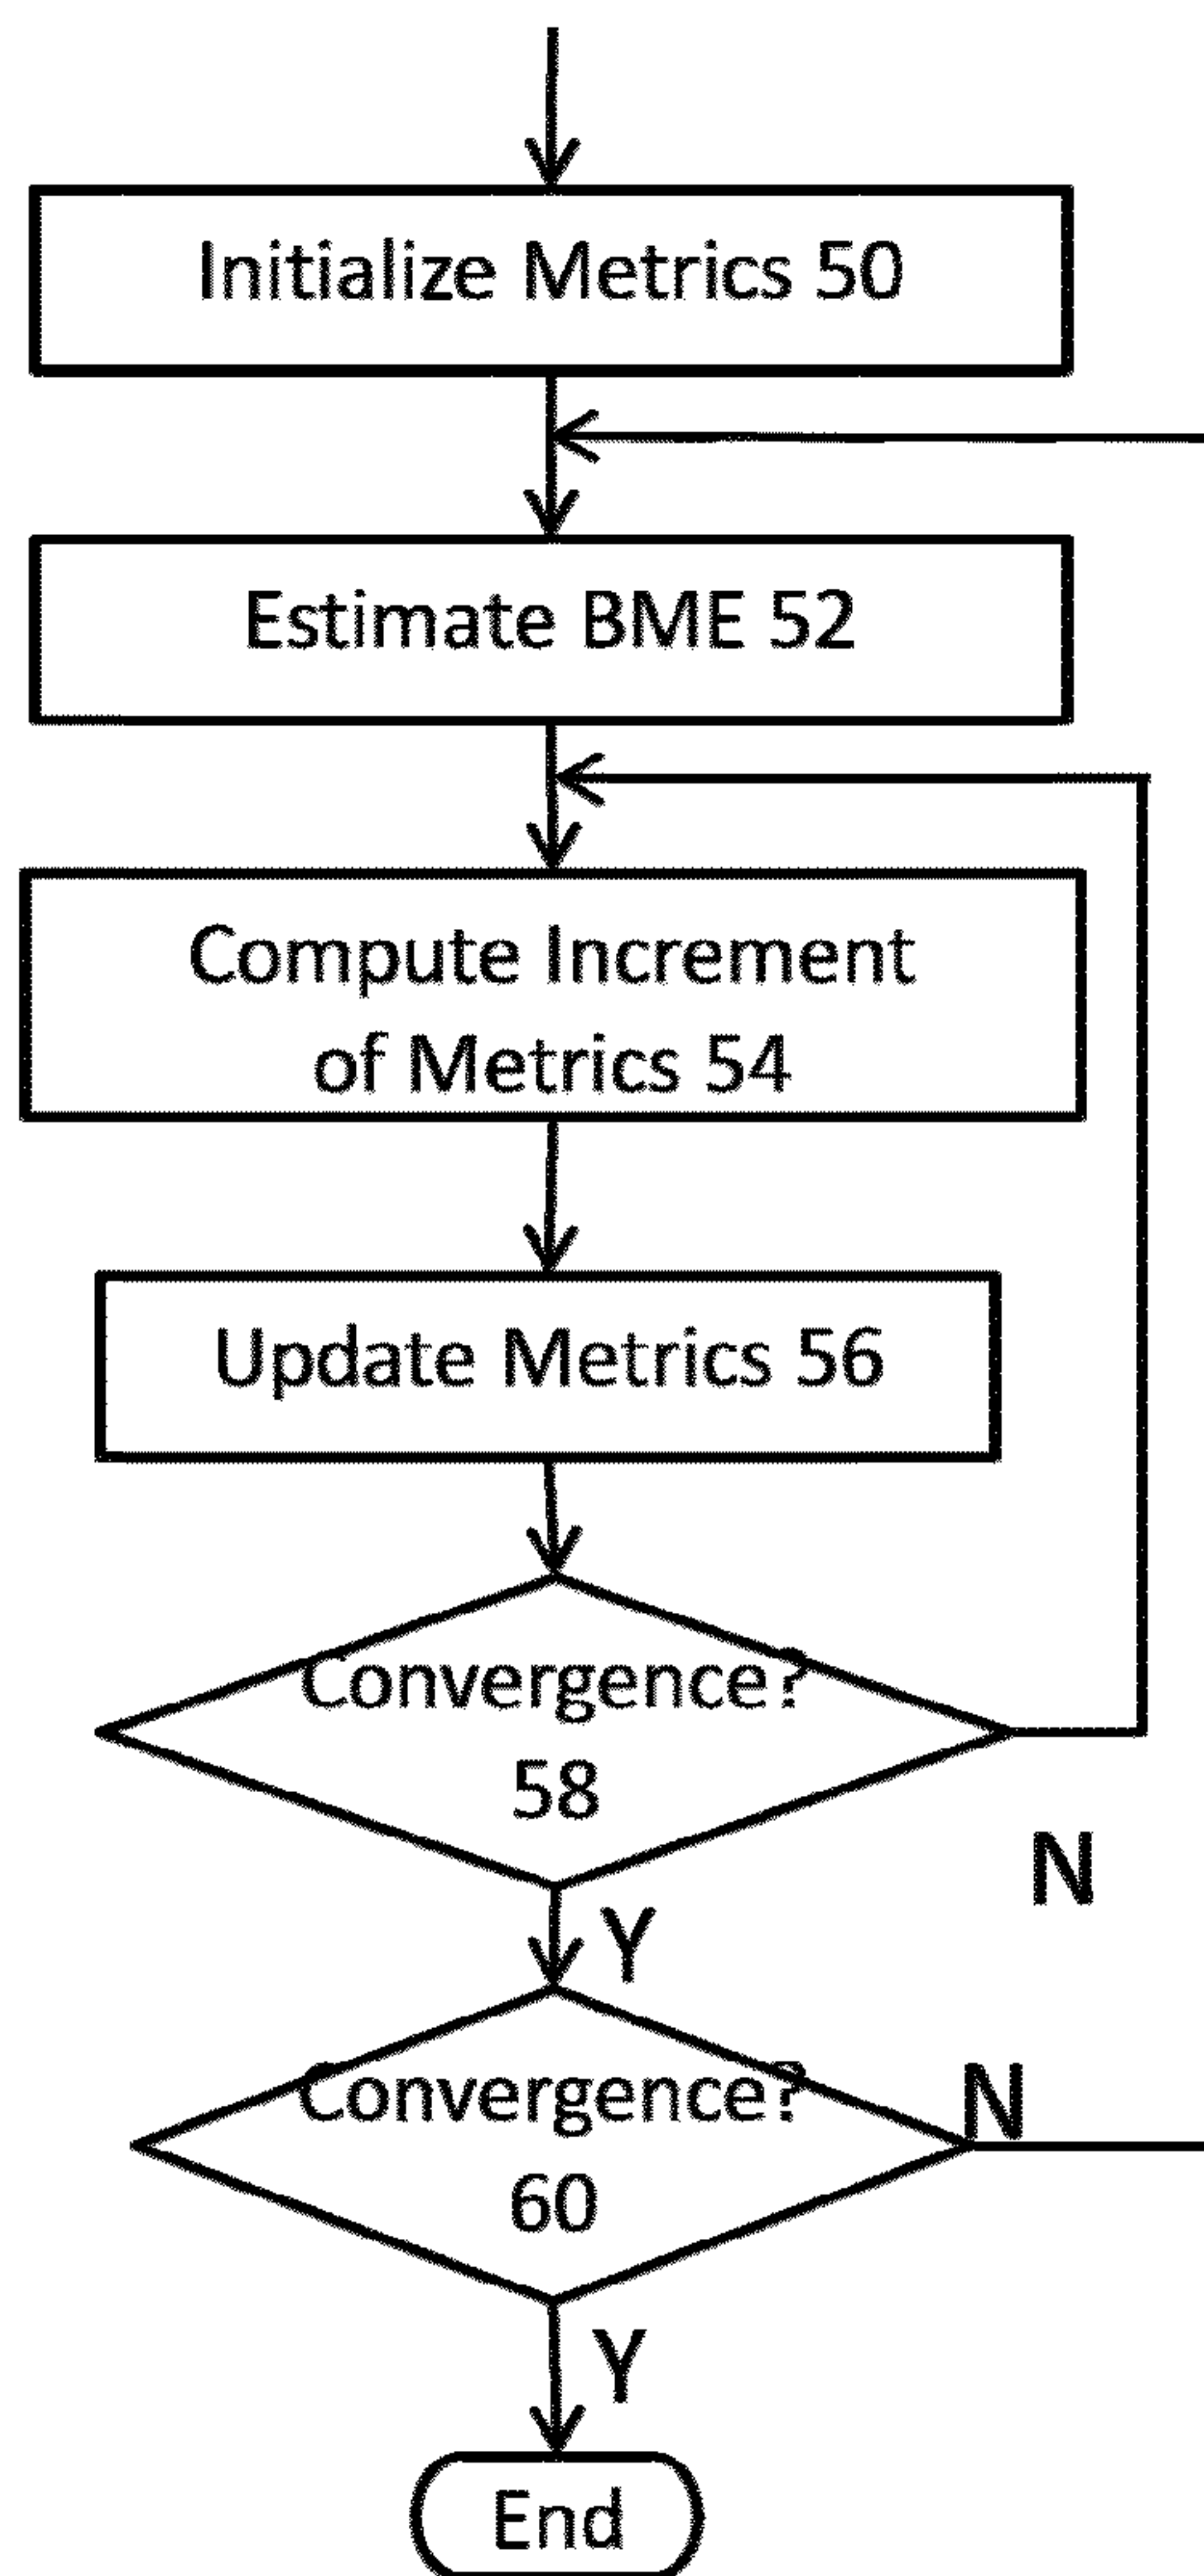 Initialize Metrics 50
Estimate BME 52
Compute Increment
of Metrics 54
Update Metrics 56
Convergence?
58
N
Y
Convergence?
60
N
Y
End